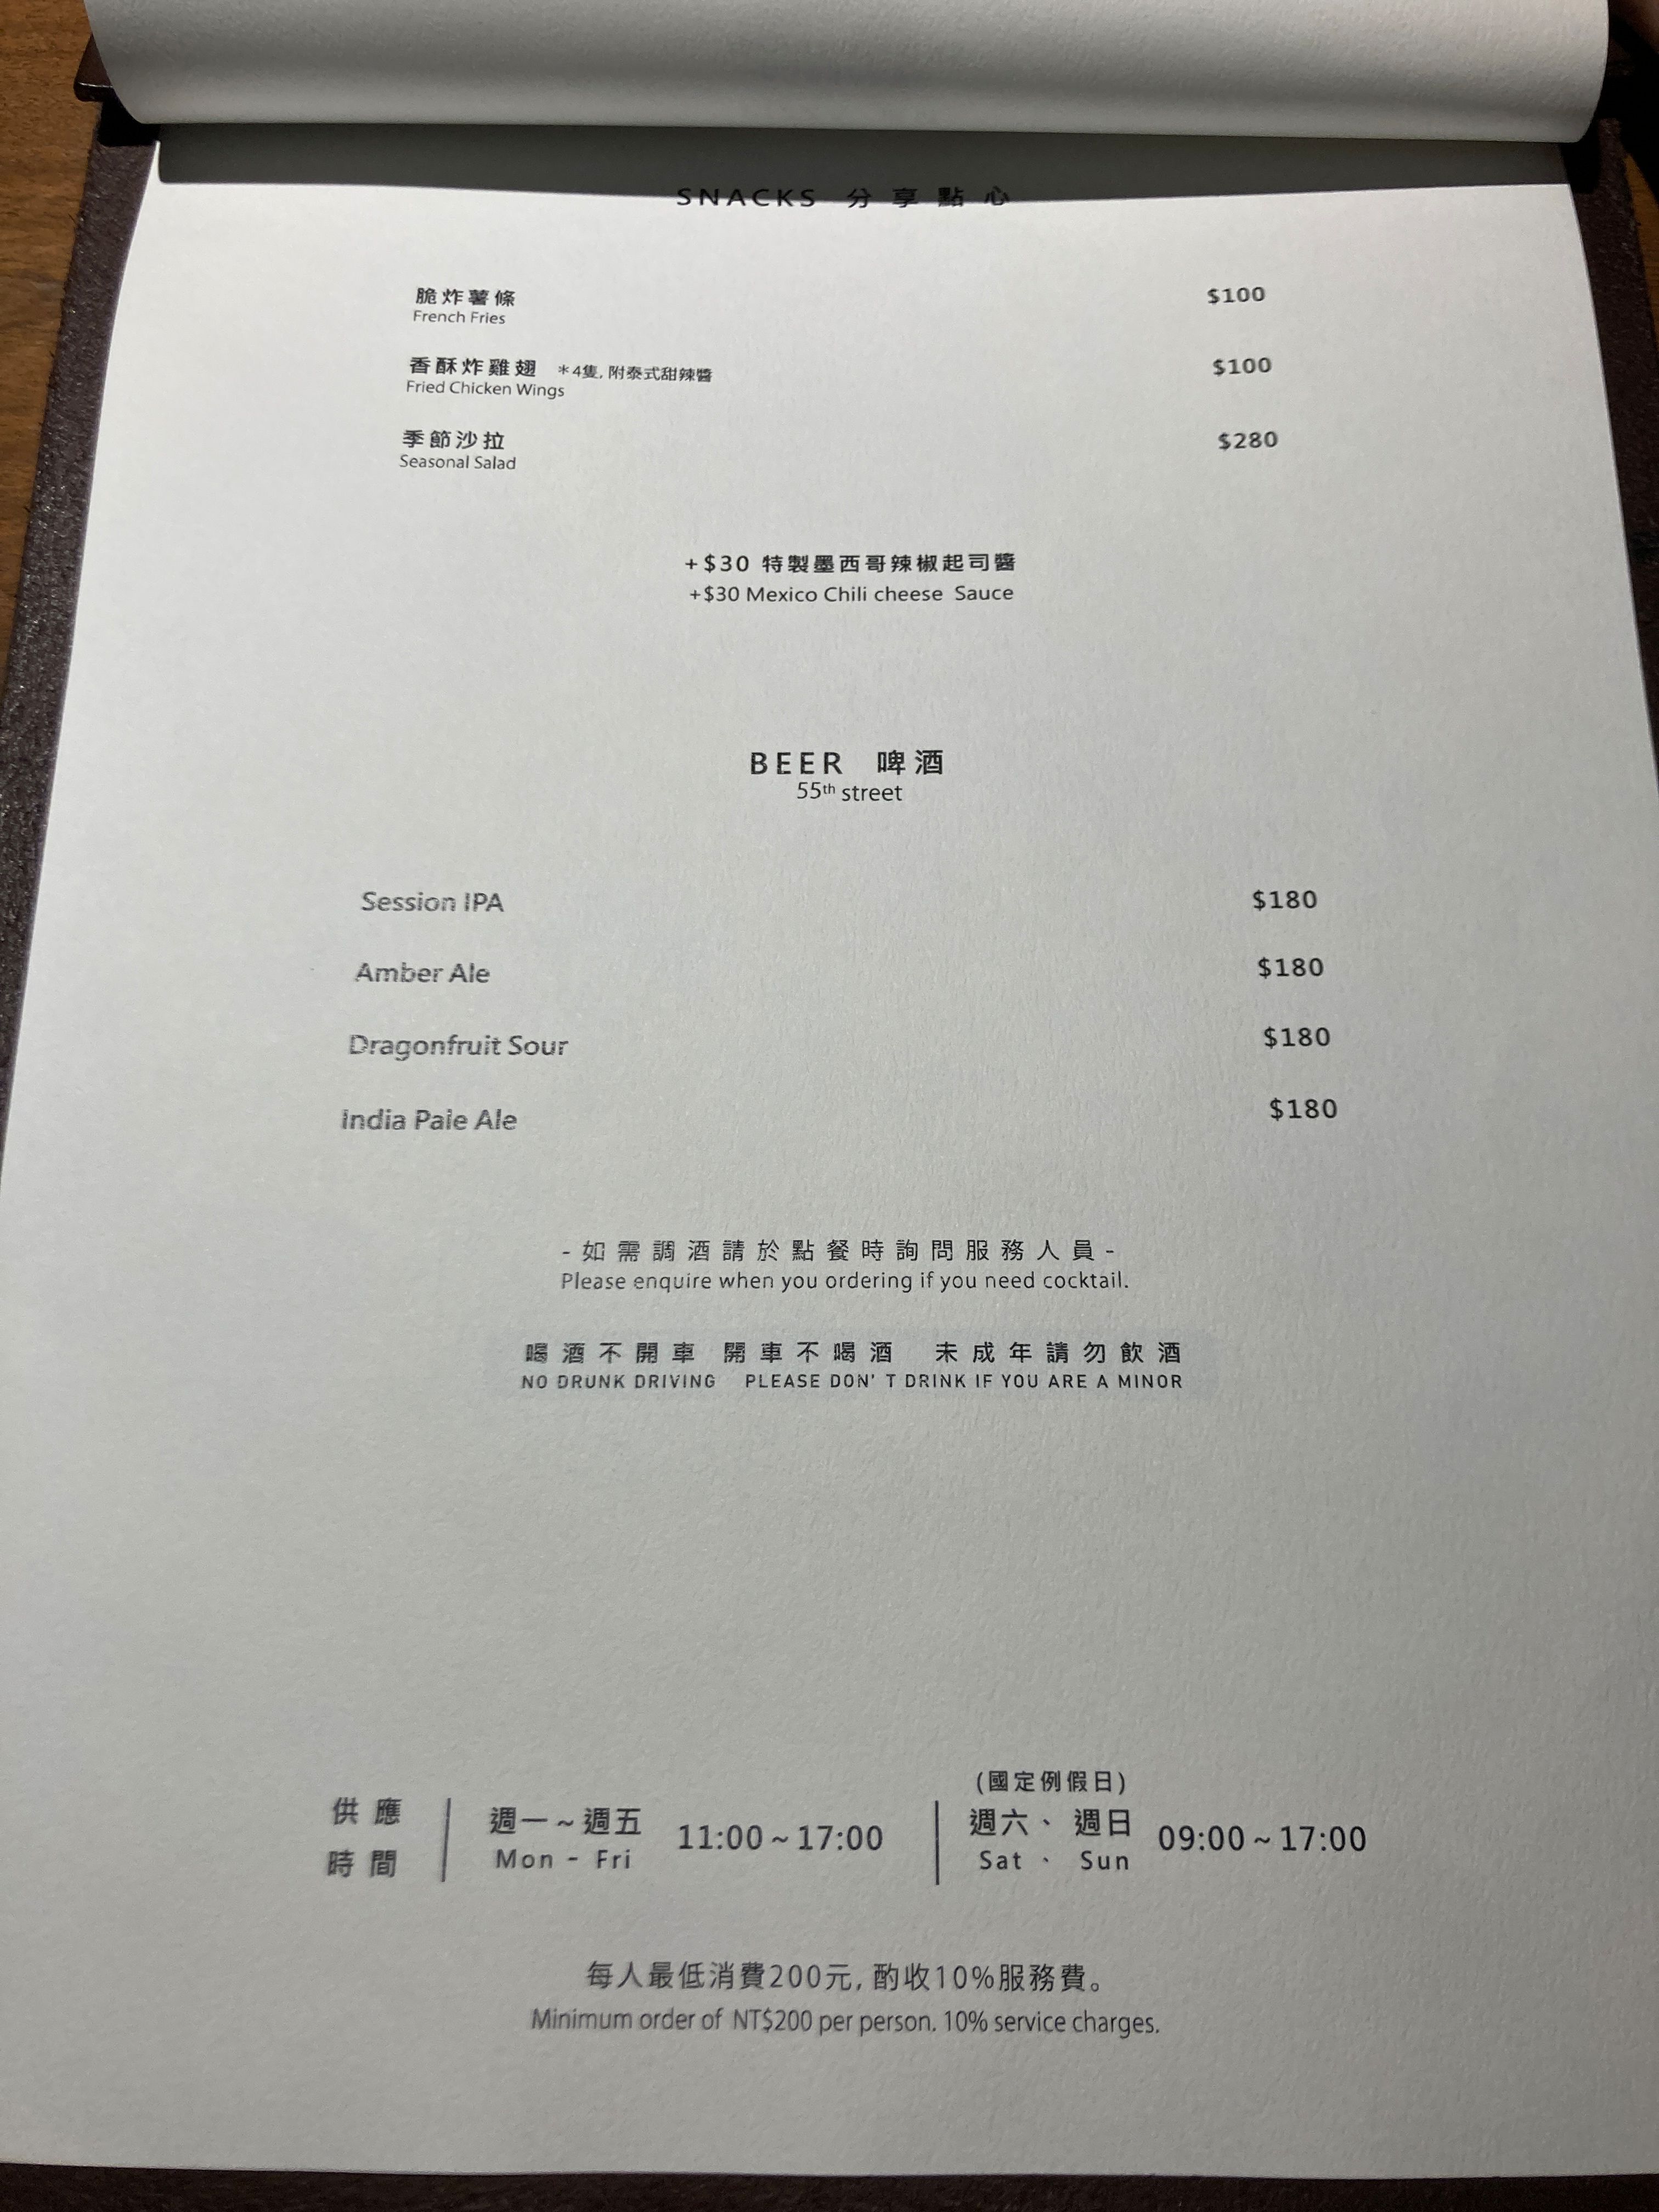 SNACKS 分享點心
脆炸薯條 $100
French Fries
香酥炸雞翅 *4隻, 附泰式甜辣醬 $100
Fried Chicken Wings
季節沙拉 $280
Seasonal Salad
+$30 特製墨西哥辣椒起司醬
+$30 Mexico Chili cheese Sauce
BEER 啤酒
55th street
Session IPA $180
Amber Ale $180
Dragonfruit Sour $180
India Pale Ale $180
-如需調酒請於點餐時詢問服務人員-
Please enquire when you ordering if you need cocktail.
喝酒不開車 開車不喝酒 未成年請勿飲酒
NO DRUNK DRIVING PLEASE DON' T DRINK IF YOU ARE A MINOR
(國定例假日)
供應 週一~週五 11:00~17:00 週六、週日 09:00~17:00
時間 Mon - Fri Sat 、 Sun
每人最低消費200元, 酌收10%服務費。
Minimum order of NT$200 per person. 10% service charges.